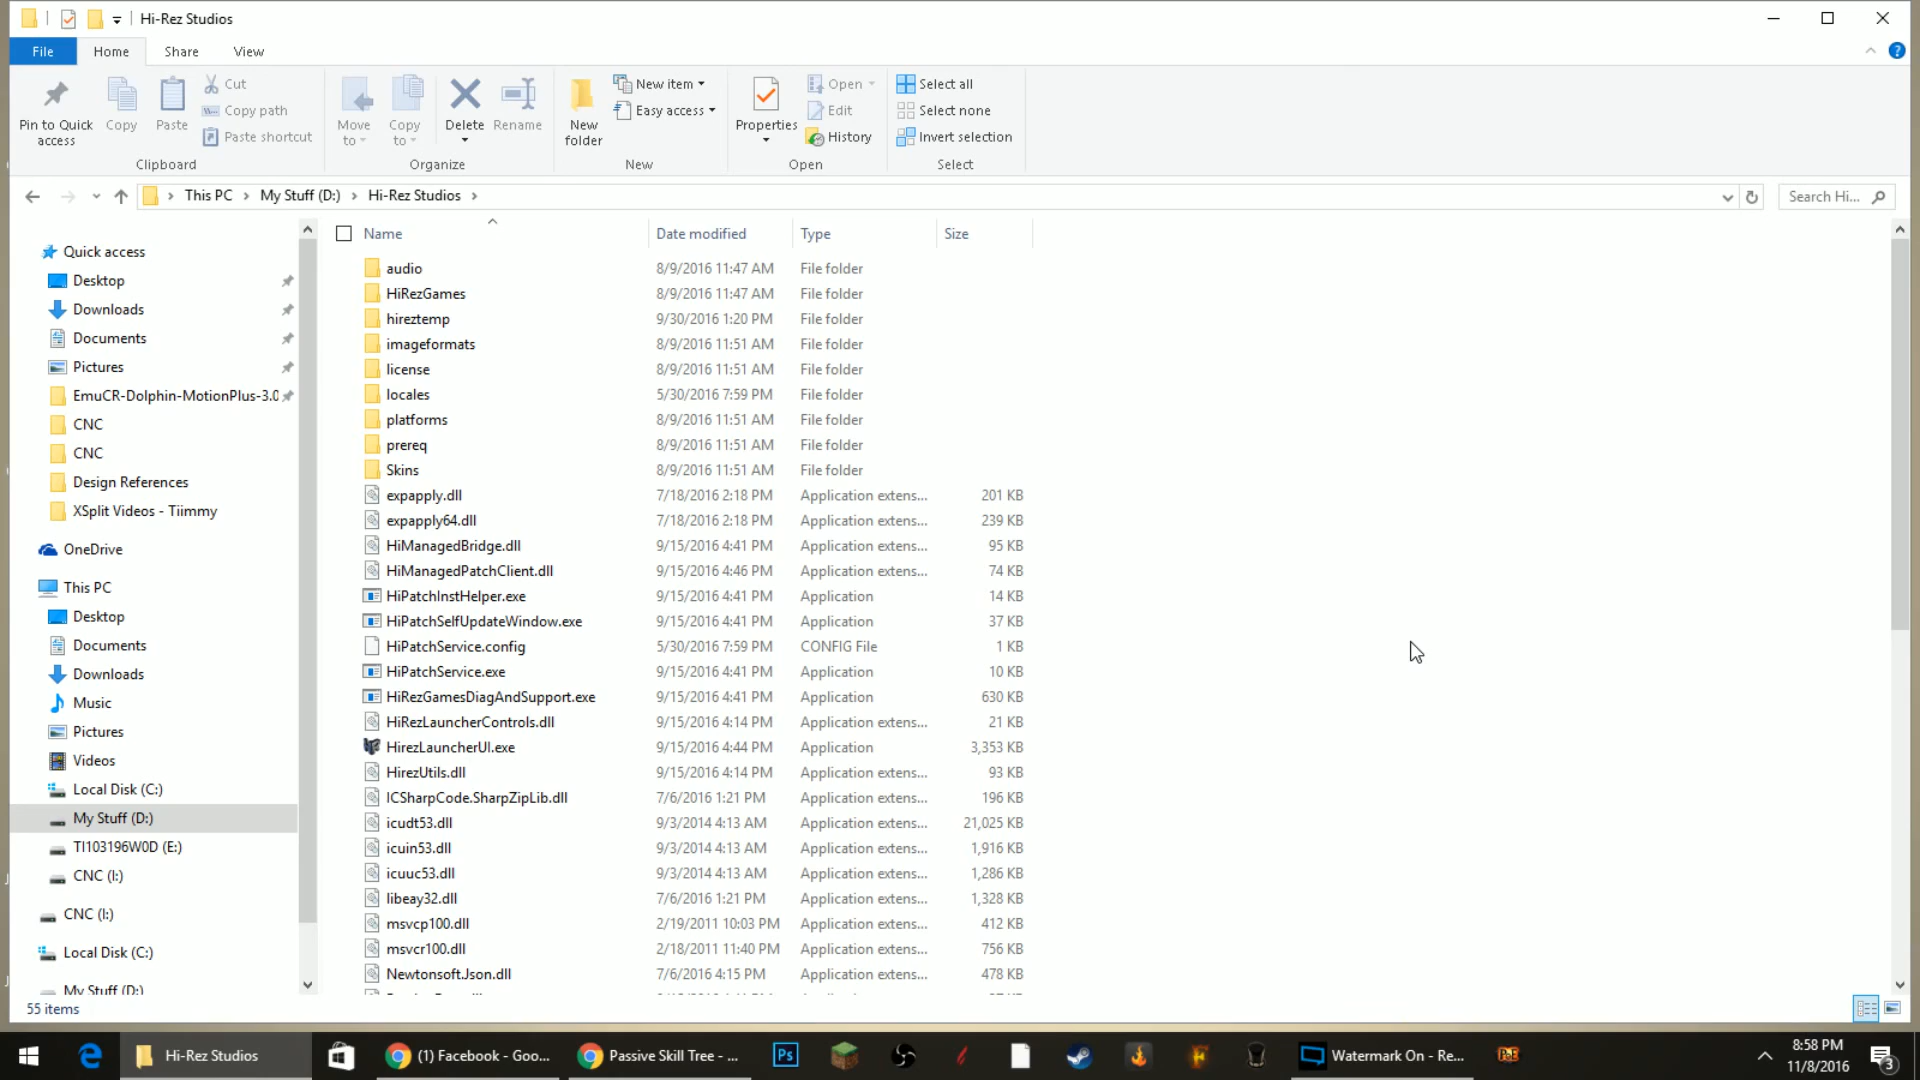 Hi-Rez Studios
File Home Share View
Pin to Quick access
Copy
Paste
Cut
Copy path
Paste shortcut
Clipboard
Move to
Copy to
Delete
Rename
Organize
New folder
New item
Easy access
New
Properties
Open
Edit
History
Open
Select all
Select none
Invert selection
Select
This PC My Stuff (D:) Hi-Rez Studios
Search Hi...
Quick access
Desktop
Downloads
Documents
Pictures
EmuCR-Dolphin-MotionPlus-3.0
CNC
CNC
Design References
XSplit Videos - Tiimmy
OneDrive
This PC
Desktop
Documents
Downloads
Music
Pictures
Videos
Local Disk (C:)
My Stuff (D:)
TI103196W0D (E:)
CNC (I:)
CNC (I:)
Local Disk (C:)
My Stuff (D:)
Name Date modified Type Size
audio 8/9/2016 11:47 AM File folder
HiRezGames 8/9/2016 11:47 AM File folder
hireztemp 9/30/2016 1:20 PM File folder
imageformats 8/9/2016 11:51 AM File folder
license 8/9/2016 11:51 AM File folder
locales 5/30/2016 7:59 PM File folder
platforms 8/9/2016 11:51 AM File folder
prereq 8/9/2016 11:51 AM File folder
Skins 8/9/2016 11:51 AM File folder
expapply.dll 7/18/2016 2:18 PM Application extens... 201 KB
expapply64.dll 7/18/2016 2:18 PM Application extens... 239 KB
HiManagedBridge.dll 9/15/2016 4:41 PM Application extens... 95 KB
HiManagedPatchClient.dll 9/15/2016 4:46 PM Application extens... 74 KB
HiPatchInstHelper.exe 9/15/2016 4:41 PM Application 14 KB
HiPatchSelfUpdateWindow.exe 9/15/2016 4:41 PM Application 37 KB
HiPatchService.config 5/30/2016 7:59 PM CONFIG File 1 KB
HiPatchService.exe 9/15/2016 4:41 PM Application 10 KB
HiRezGamesDiagAndSupport.exe 9/15/2016 4:41 PM Application 630 KB
HiRezLauncherControls.dll 9/15/2016 4:14 PM Application extens... 21 KB
HirezLauncherUI.exe 9/15/2016 4:44 PM Application 3,353 KB
HirezUtils.dll 9/15/2016 4:14 PM Application extens... 93 KB
ICSharpCode.SharpZipLib.dll 7/6/2016 1:21 PM Application extens... 196 KB
icudt53.dll 9/3/2014 4:13 AM Application extens... 21,025 KB
icuin53.dll 9/3/2014 4:13 AM Application extens... 1,916 KB
icuuc53.dll 9/3/2014 4:13 AM Application extens... 1,286 KB
libeay32.dll 7/6/2016 1:21 PM Application extens... 1,328 KB
msvcp100.dll 2/19/2011 10:03 PM Application extens... 412 KB
msvcr100.dll 2/18/2011 11:40 PM Application extens... 756 KB
Newtonsoft.Json.dll 7/6/2016 4:15 PM Application extens... 478 KB
55 items
Hi-Rez Studios
(1) Facebook - Goo...
Passive Skill Tree - ...
Ps
Watermark On - Re...
PoE
8:58 PM
11/8/2016
3